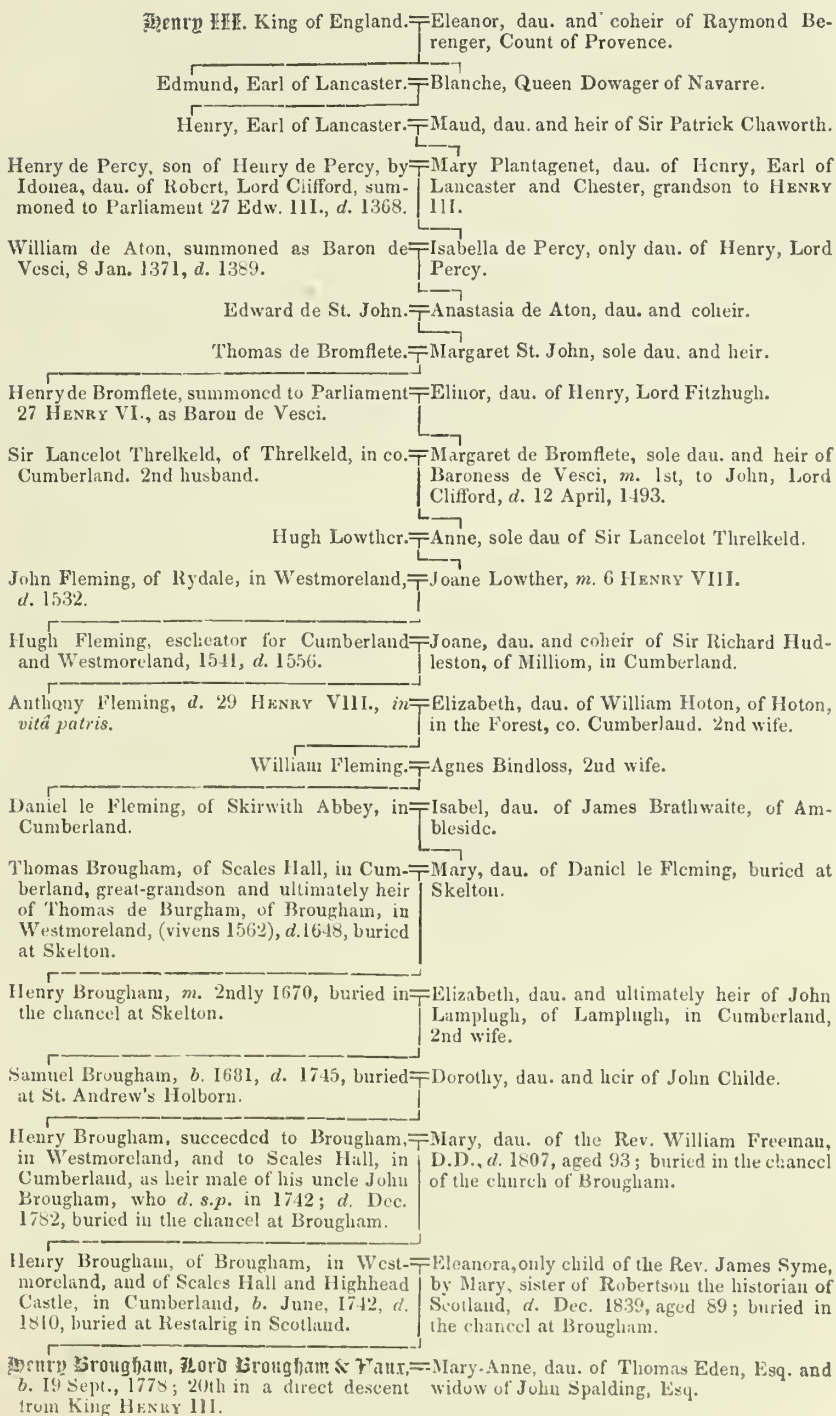 Henry III. King of England. Eleanor, dau. and coheir of Raymond Be-
renger, Count of Provence.
Edmund, Earl of Lancaster. Blanche, Queen Dowager of Navarre.
Henry, Earl of Lancaster. Maud, dau. and heir of Sir Patrick Chaworth.
Henry de Percy, son of Henry de Percy, by
Idonea, dau. of Robert, Lord Clifford, sum-
moned to Parliament 27 Edw. III., d. 1368.
Mary Plantagenet, dau. of Henry, Earl of
Lancaster and Chester, grandson to HENRY
III.
William de Aton, summoned as Baron de
Vesci, 8 Jan. 1371, d. 1389.
Isabella de Percy, only dau. of Henry, Lord
Percy.
Edward de St. John. Anastasia de Aton, dau. and coheir.
Thomas de Bromflete. Margaret St. John, sole dau. and heir.
Henry de Bromflete, summoned to Parliament
27 HENRY VI., as Baron de Vesci.
Elinor, dau. of Henry, Lord Fitzhugh.
Sir Lancelot Threlkeld, of Threlkeld, in co.
Cumberland. 2nd husband.
Margaret de Bromflete, sole dau. and heir of
Baroness de Vesci, m. 1st, to John, Lord
Clifford, d. 12 April, 1493.
Hugh Lowther. Anne, sole dau of Sir Lancelot Threlkeld.
John Fleming, of Rydale, in Westmoreland,
d. 1532.
Joane Lowther, m. 6 HENRY VIII.
Hugh Fleming, escheator for Cumberland
and Westmoreland, 1541, d. 1556.
Joane, dau. and coheir of Sir Richard Hud-
leston, of Milliom, in Cumberland.
Anthony Fleming, d. 29 HENRY VIII., in
vitâ patris.
Elizabeth, dau. of William Hoton, of Hoton,
in the Forest, co. Cumberland. 2nd wife.
William Fleming. Agnes Bindloss, 2nd wife.
Daniel le Fleming, of Skirwith Abbey, in
Cumberland.
Isabel, dau. of James Brathwaite, of Am-
bleside.
Thomas Brougham, of Scales Hall, in Cum-
berland, great-grandson and ultimately heir
of Thomas de Burgham, of Brougham, in
Westmoreland, (vivens 1562), d. 1648, buried
at Skelton.
Mary, dau. of Daniel le Fleming, buried at
Skelton.
Henry Brougham, m. 2ndly 1670, buried in
the chancel at Skelton.
Elizabeth, dau. and ultimately heir of John
Lamplugh, of Lamplugh, in Cumberland,
2nd wife.
Samuel Brougham, b. 1681, d. 1745, buried
at St. Andrew's Holborn.
Dorothy, dau. and heir of John Childe.
Henry Brougham, succeeded to Brougham,
in Westmoreland, and to Scales Hall, in
Cumberland, as heir male of his uncle John
Brougham, who d. s.p. in 1742; d. Dec.
1782, buried in the chancel at Brougham.
Mary, dau. of the Rev. William Freeman,
D.D., d. 1807, aged 93; buried in the chancel
of the church of Brougham.
Henry Brougham, of Brougham, in West-
moreland, and of Scales Hall and Highhead
Castle, in Cumberland, b. June, 1742, d.
1810, buried at Restalrig in Scotland.
Eleanora, only child of the Rev. James Syme,
by Mary, sister of Robertson the historian of
Scotland, d. Dec. 1839, aged 89; buried in
the chancel at Brougham.
Henry Brougham, Lord Brougham & Vaux,
b. 19 Sept., 1778; 20th in a direct descent
from King HENRY III.
Mary-Anne, dau. of Thomas Eden, Esq. and
widow of John Spalding, Esq.